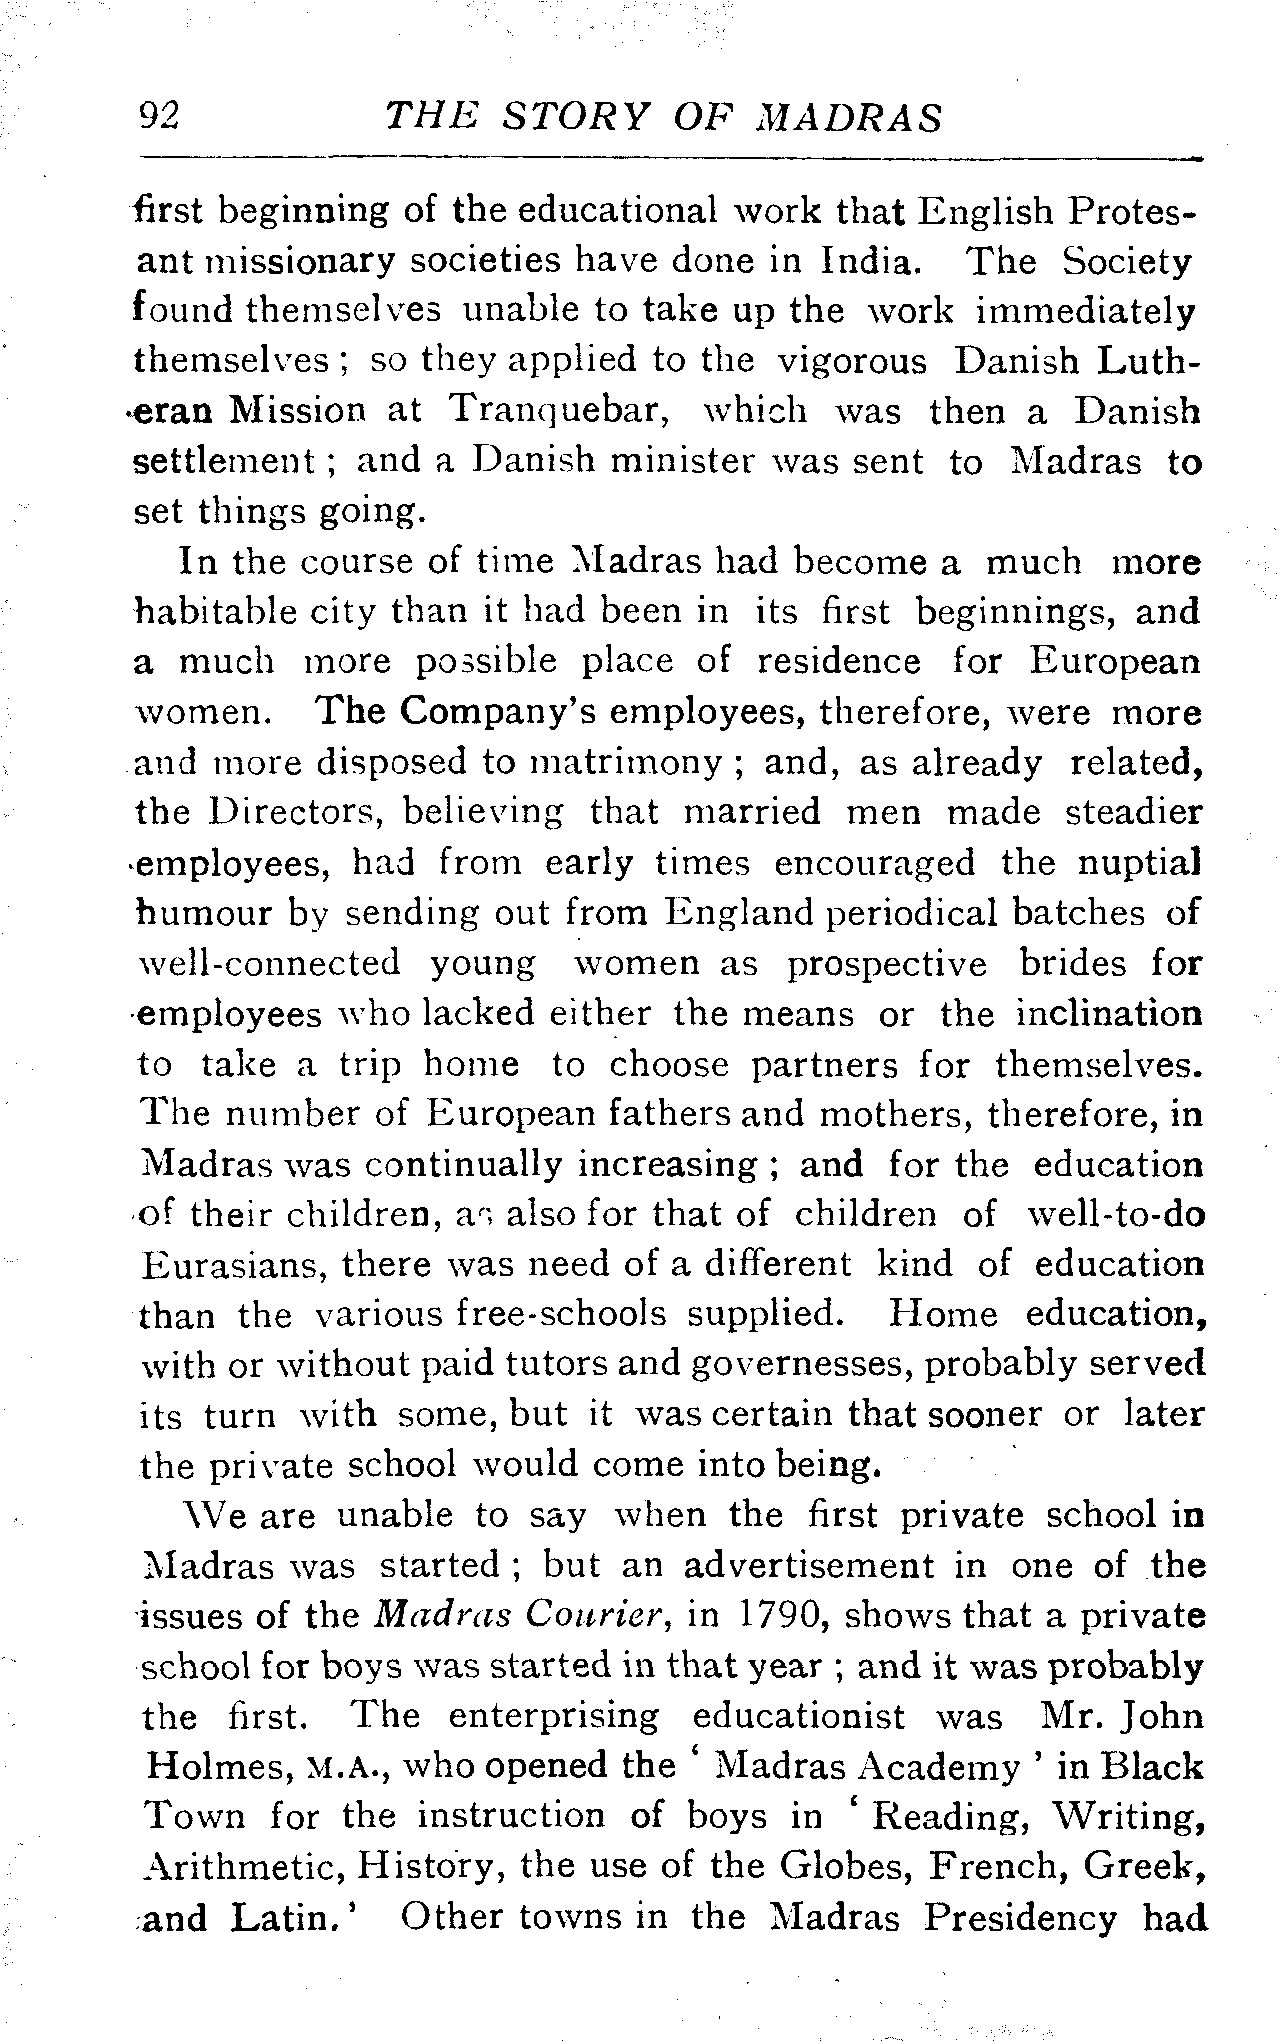 92 THE STORY OF MADRAS
first beginning of the educational work that English Protes-
ant missionary societies have done in India. The Society
found themselves unable to take up the work immediately
themselves ; so they applied to the vigorous Danish Luth-
eran Mission at Tranquebar, which was then a Danish
settlement ; and a Danish minister was sent to Madras to
set things going.
In the course of time Madras had become a much more
habitable city than it had been in its first beginnings, and
a much more possible place of residence for European
women. The Company's employees, therefore, were more
and more disposed to matrimony ; and, as already related,
the Directors, believing that married men made steadier
employees, had from early times encouraged the nuptial
humour by sending out from England periodical batches of
well-connected young women as prospective brides for
employees who lacked either the means or the inclination
to take a trip home to choose partners for themselves.
The number of European fathers and mothers, therefore, in
Madras was continually increasing ; and for the education
of their children, as also for that of children of well-to-do
Eurasians, there was need of a different kind of education
than the various free-schools supplied. Home education,
with or without paid tutors and governesses, probably served
its turn with some, but it was certain that sooner or later
the private school would come into being.
We are unable to say when the first private school in
Madras was started ; but an advertisement in one of the
issues of the Madras Courier, in 1790, shows that a private
school for boys was started in that year ; and it was probably
the first. The enterprising educationist was Mr. John
Holmes, M.A., who opened the ‘ Madras Academy ’ in Black
Town for the instruction of boys in ‘ Reading, Writing,
Arithmetic, History, the use of the Globes, French, Greek,
and Latin.’ Other towns in the Madras Presidency had